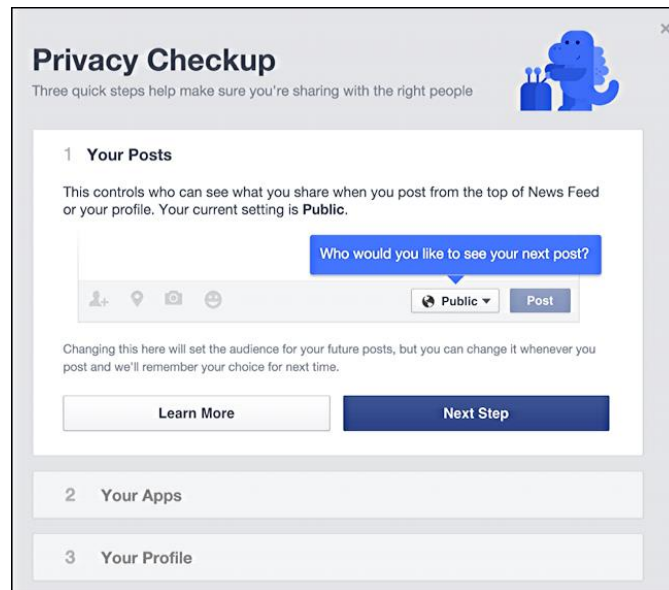 Privacy Checkup
Three quick steps help make sure you're sharing with the right people
1 Your Posts
This controls who can see what you share when you post from the top of News Feed
or your profile. Your current setting is Public.
Who would you like to see your next post?
Public
Post
Changing this here will set the audience for your future posts, but you can change it whenever you
post and we'll remember your choice for next time.
Learn More
Next Step
2 Your Apps
3 Your Profile